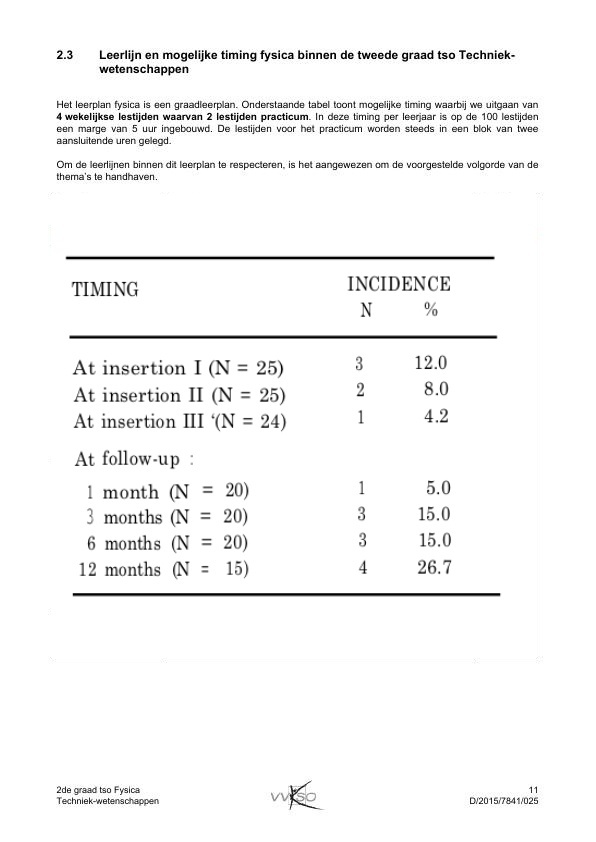 2.3 Leerlijn en mogelijke timing fysica binnen de tweede graad tso Techniek-
wetenschappen
Het leerplan fysica is een graadleerplan. Onderstaande tabel toont mogelijke timing waarbij we uitgaan van
4 wekelijkse lestijden waarvan 2 lestijden practicum. In deze timing per leerjaar is op de 100 lestijden
een marge van 5 uur ingebouwd. De lestijden voor het practicum worden steeds in een blok van twee
aansluitende uren gelegd.
Om de leerlijnen binnen dit leerplan te respecteren, is het aangewezen om de voorgestelde volgorde van de
thema's te handhaven.
TIMING INCIDENCE
N %
At insertion I (N = 25) 3 12.0
At insertion II (N = 25) 2 8.0
At insertion III ‘(N = 24) 1 4.2
At follow-up :
1 month (N = 20) 1 5.0
3 months (N = 20) 3 15.0
6 months (N = 20) 3 15.0
12 months (N = 15) 4 26.7
2de graad tso Fysica 11
Techniek-wetenschappen vvkso D/2015/7841/025